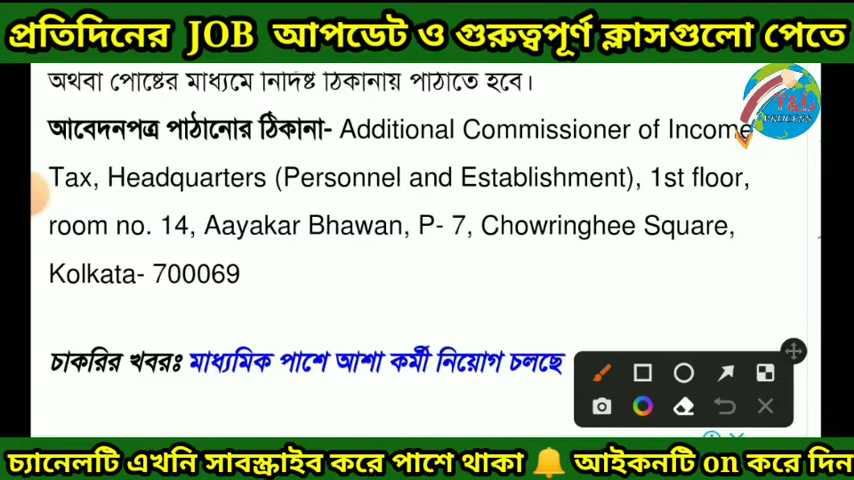 প্রতিদিনের JOB আপডেট ও গুরুত্বপূর্ণ ক্লাসগুলো পেতে
অথবা পোষ্টের মাধ্যমে নির্দিষ্ট ঠিকানায় পাঠাতে হবে।
আবেদনপত্র পাঠানোর ঠিকানা- Additional Commissioner of Income
Tax, Headquarters (Personnel and Establishment), 1st floor,
room no. 14, Aayakar Bhawan, P- 7, Chowringhee Square,
Kolkata- 700069
T&L
PROCESS
চাকরির খবরঃ মাধ্যমিক পাশে আশা কর্মী নিয়োগ চলছে
চ্যানেলটি এখনি সাবস্ক্রাইব করে পাশে থাকা 🔔 আইকনটি on করে দিন